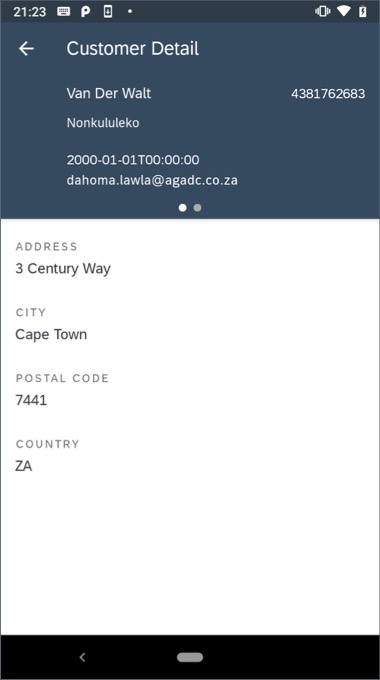 21:23
Customer Detail
Van Der Walt 4381762683
Nonkululeko
2000-01-01T00:00:00
dahoma.lawla@agadc.co.za
ADDRESS
3 Century Way
CITY
Cape Town
POSTAL CODE
7441
COUNTRY
ZA